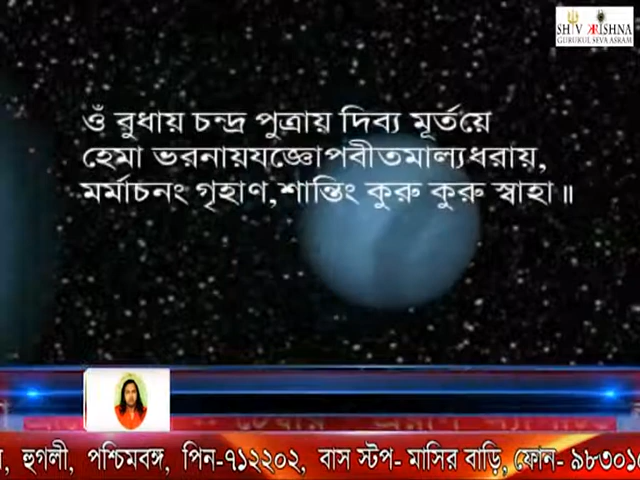 SHIV KRISHNA
GURUKUL SEVA ASRAM
ওঁ বুধায় চন্দ্র পুত্রায় দিব্য মূর্তয়ে
হেমা ভরনায়যজ্ঞোপবীতমাল্যধরায়,
মর্মাচনং গৃহাণ,শান্তিং কুরু কুরু স্বাহা॥
হুগলী, পশ্চিমবঙ্গ, পিন-৭১২২০২, বাস স্টপ- মাসির বাড়ি, ফোন- ৯৮৩০১